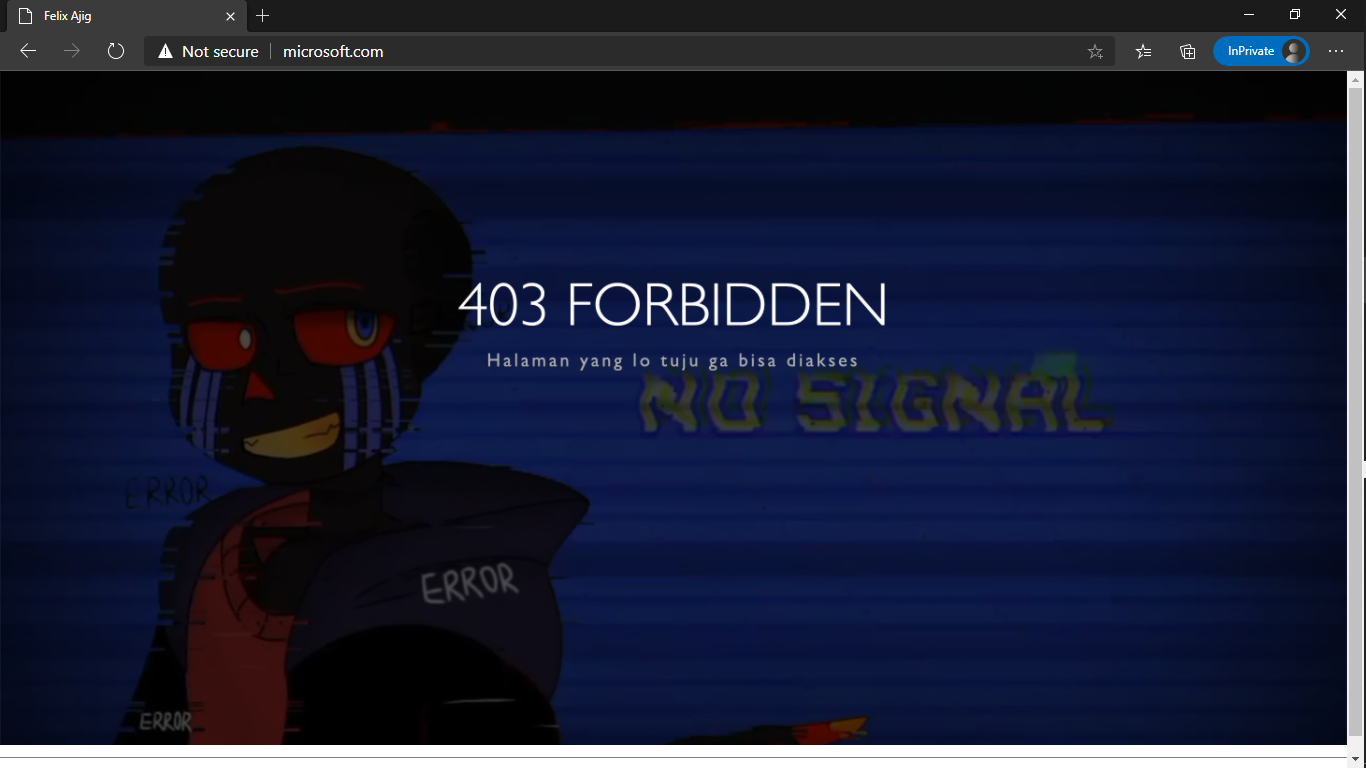 Felix Ajig
Not secure
microsoft.com
InPrivate
403 FORBIDDEN
Halaman yang lo tuju ga bisa diakses
NO SIGNAL
ERROR
ERROR
ERROR